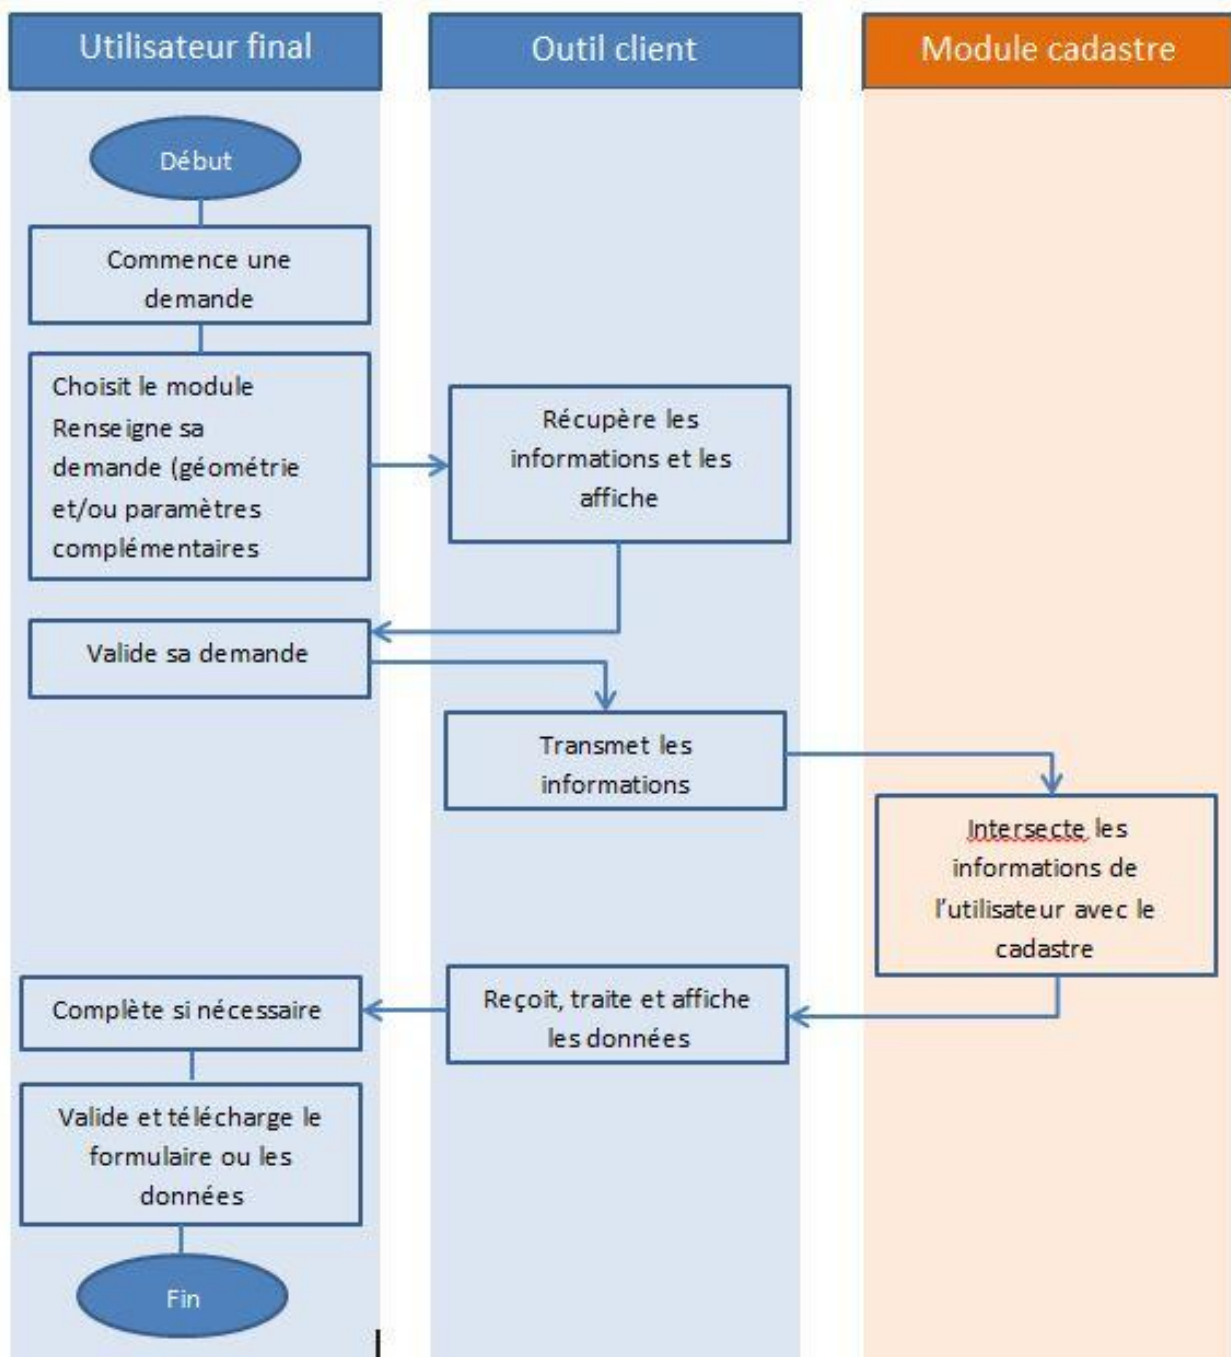 Utilisateur final
Outil client
Module cadastre
Début
Commence une
demande
Choisit le module
Renseigne sa
demande (géométrie
et/ou paramètres
complémentaires
Récupère les
informations et les
affiche
Valide sa demande
Transmet les
informations
Intersecte les
informations de
l'utilisateur avec le
cadastre
Reçoit, traite et affiche
les données
Complète si nécessaire
Valide et télécharge le
formulaire ou les
données
Fin